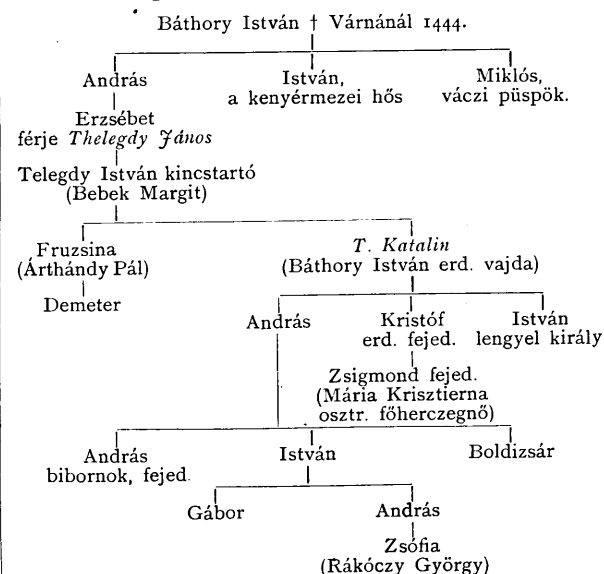 Báthory István † Várnánál 1444.
András István, Miklós,
a kenyérmezei hős váczi püspök.
Erzsébet
férje Thelegdy János
Telegdy István kincstartó
(Bebek Margit)
Fruzsina T. Katalin
(Árthándy Pál) (Báthory István erd. vajda)
Demeter
András Kristóf István
erd. fejed. lengyel király
Zsigmond fejed.
(Mária Krisztierna
osztr. főherczegnő)
András István Boldizsár
bibornok, fejed.
Gábor András
Zsófia
(Rákóczy György)